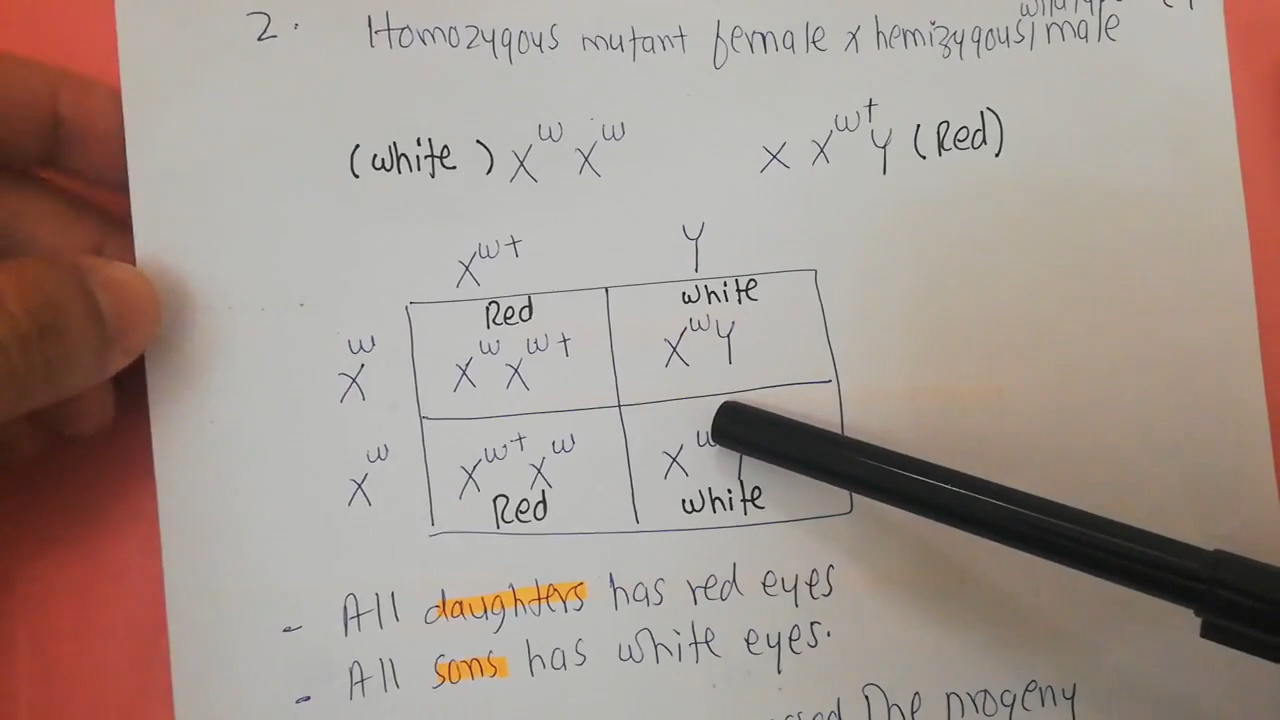 2. Homozygous mutant female x hemizygous/male
(white) X^w X^w x X^w+ Y (Red)
X^w+ Y
Red white
X^w X^w X^w+ X^w Y
X^w X^w+ X^w X
Red white
- All daughters has red eyes
- All sons has white eyes.
The progeny